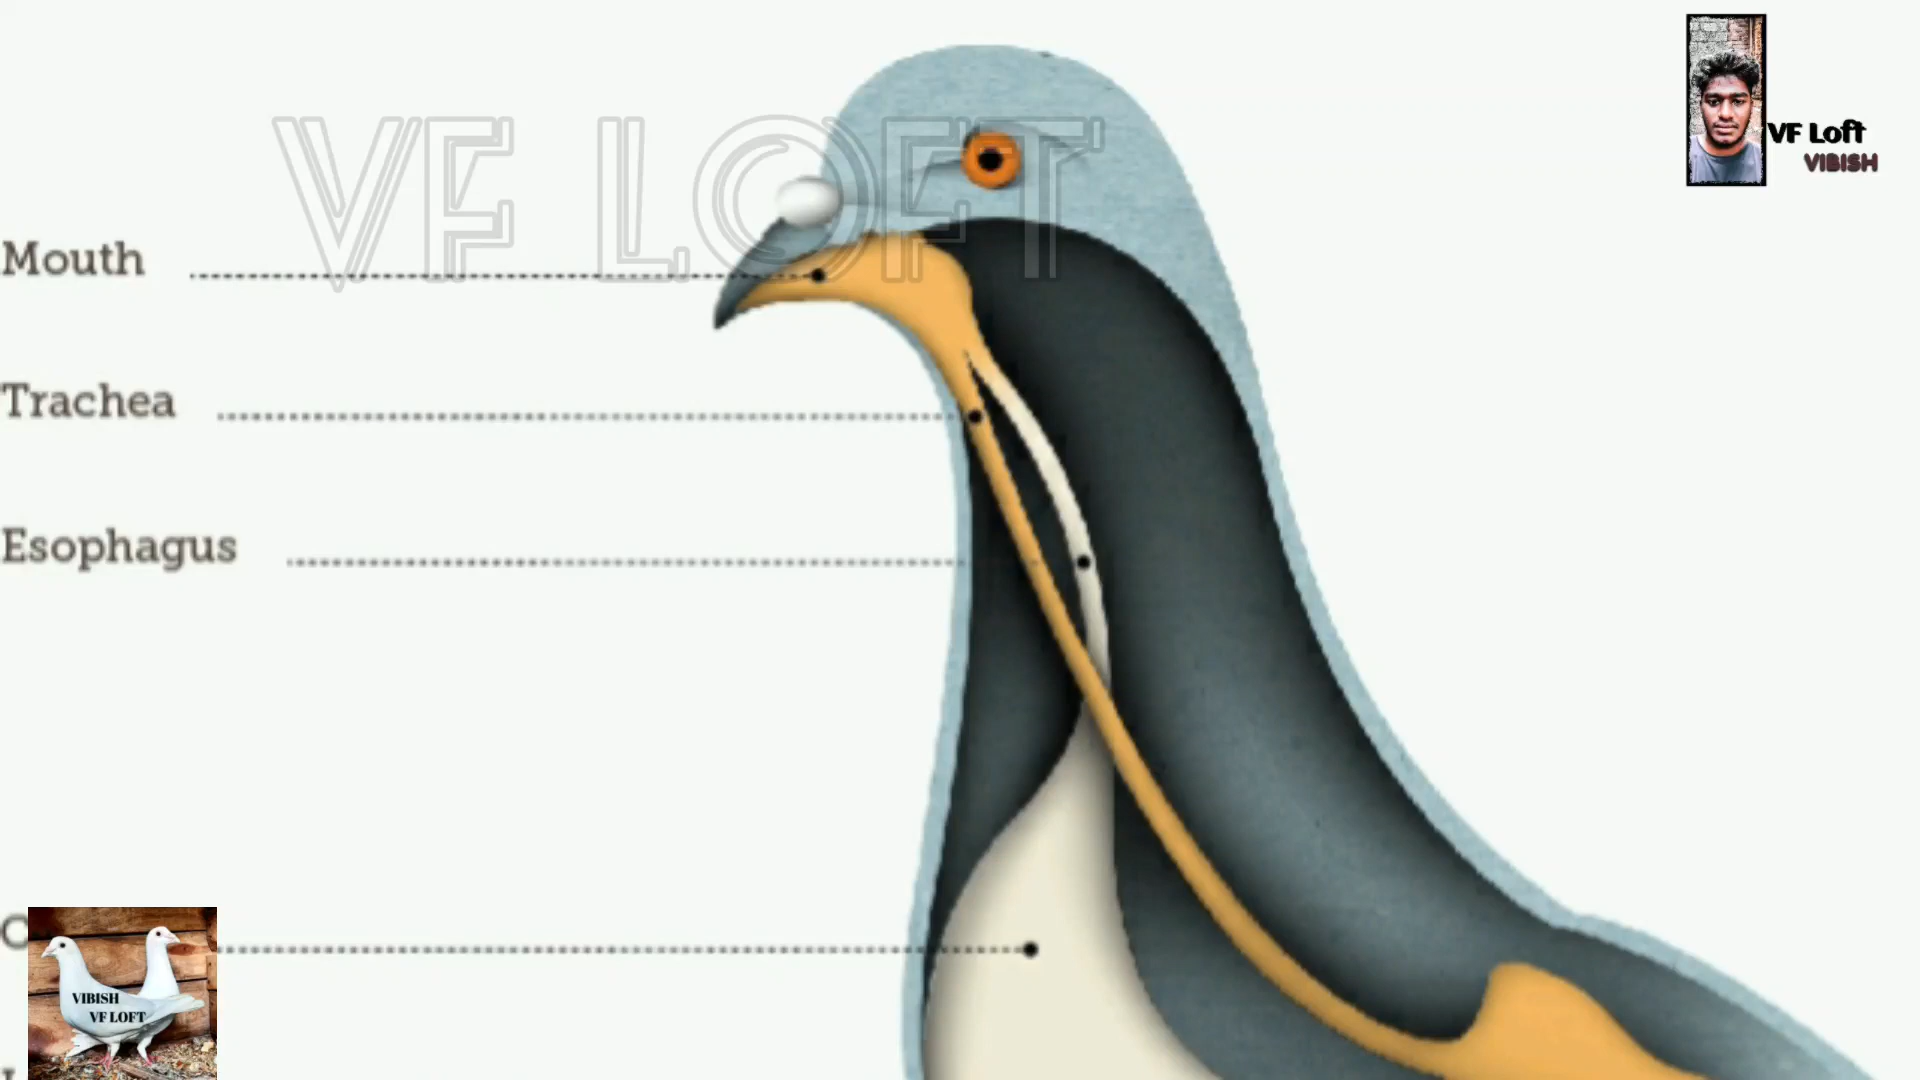 VF LOFT
VF Loft
VIBISH
Mouth
Trachea
Esophagus
VIBISH
VF LOFT